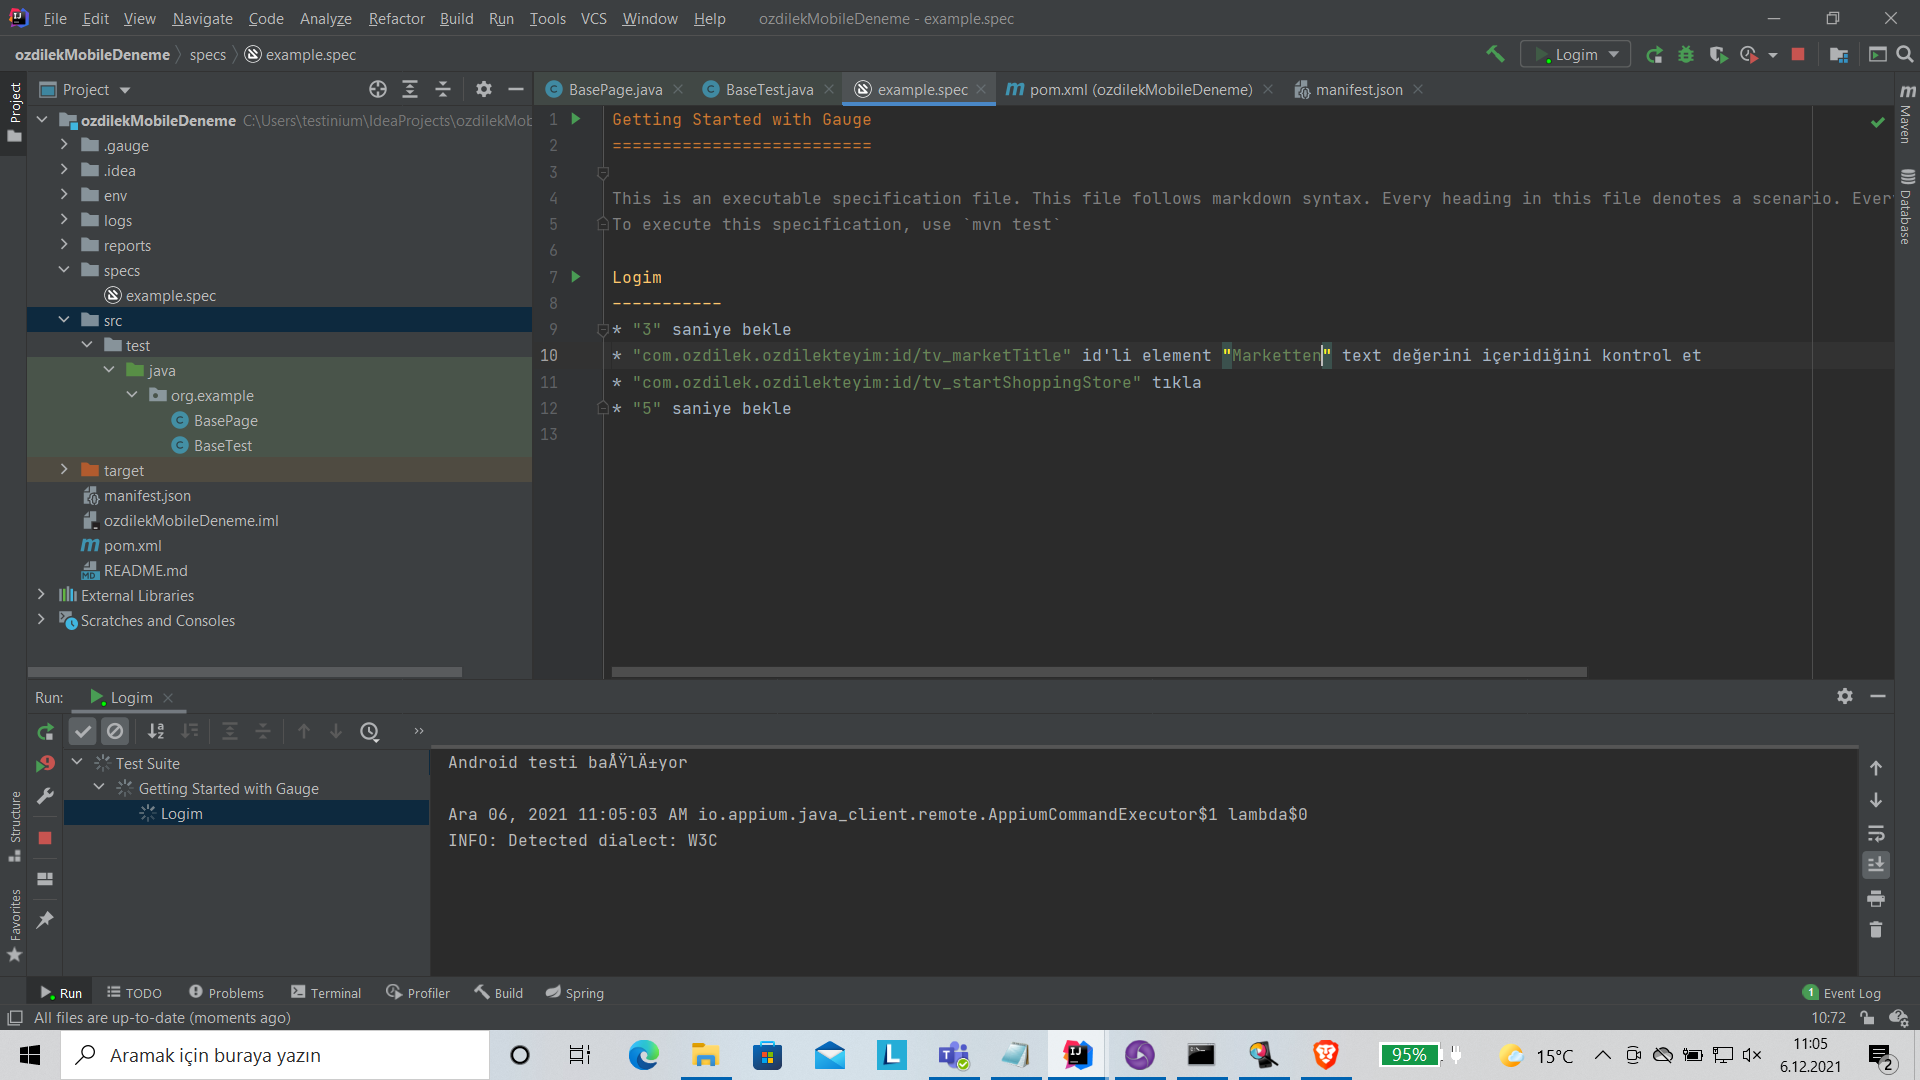 File Edit View Navigate Code Analyze Refactor Build Run Tools VCS Window Help ozdilekMobileDeneme - example.spec
ozdilekMobileDeneme specs example.spec Logim
Project
Project
BasePage.java BaseTest.java example.spec pom.xml (ozdilekMobileDeneme) manifest.json
Maven
Database
ozdilekMobileDeneme C:\Users\testinium\IdeaProjects\ozdilekMob
.gauge
.idea
env
logs
reports
specs
example.spec
src
test
java
org.example
BasePage
BaseTest
target
manifest.json
ozdilekMobileDeneme.iml
pom.xml
README.md
External Libraries
Scratches and Consoles
1 Getting Started with Gauge
2 ==========================
3
4 This is an executable specification file. This file follows markdown syntax. Every heading in this file denotes a scenario. Ever
5 To execute this specification, use `mvn test`
6
7 Logim
8 -----------
9 * "3" saniye bekle
10 * "com.ozdilek.ozdilekteyim:id/tv_marketTitle" id'li element "Marketten" text değerini içeridiğini kontrol et
11 * "com.ozdilek.ozdilekteyim:id/tv_startShoppingStore" tıkla
12 * "5" saniye bekle
13
Run: Logim
Test Suite
Getting Started with Gauge
Logim
Android testi baÅŸlÄ±yor
Ara 06, 2021 11:05:03 AM io.appium.java_client.remote.AppiumCommandExecutor$1 lambda$0
INFO: Detected dialect: W3C
Structure
Favorites
Run TODO Problems Terminal Profiler Build Spring 1 Event Log
All files are up-to-date (moments ago) 10:72
Aramak için buraya yazın 95% 15°C 11:05
6.12.2021 2